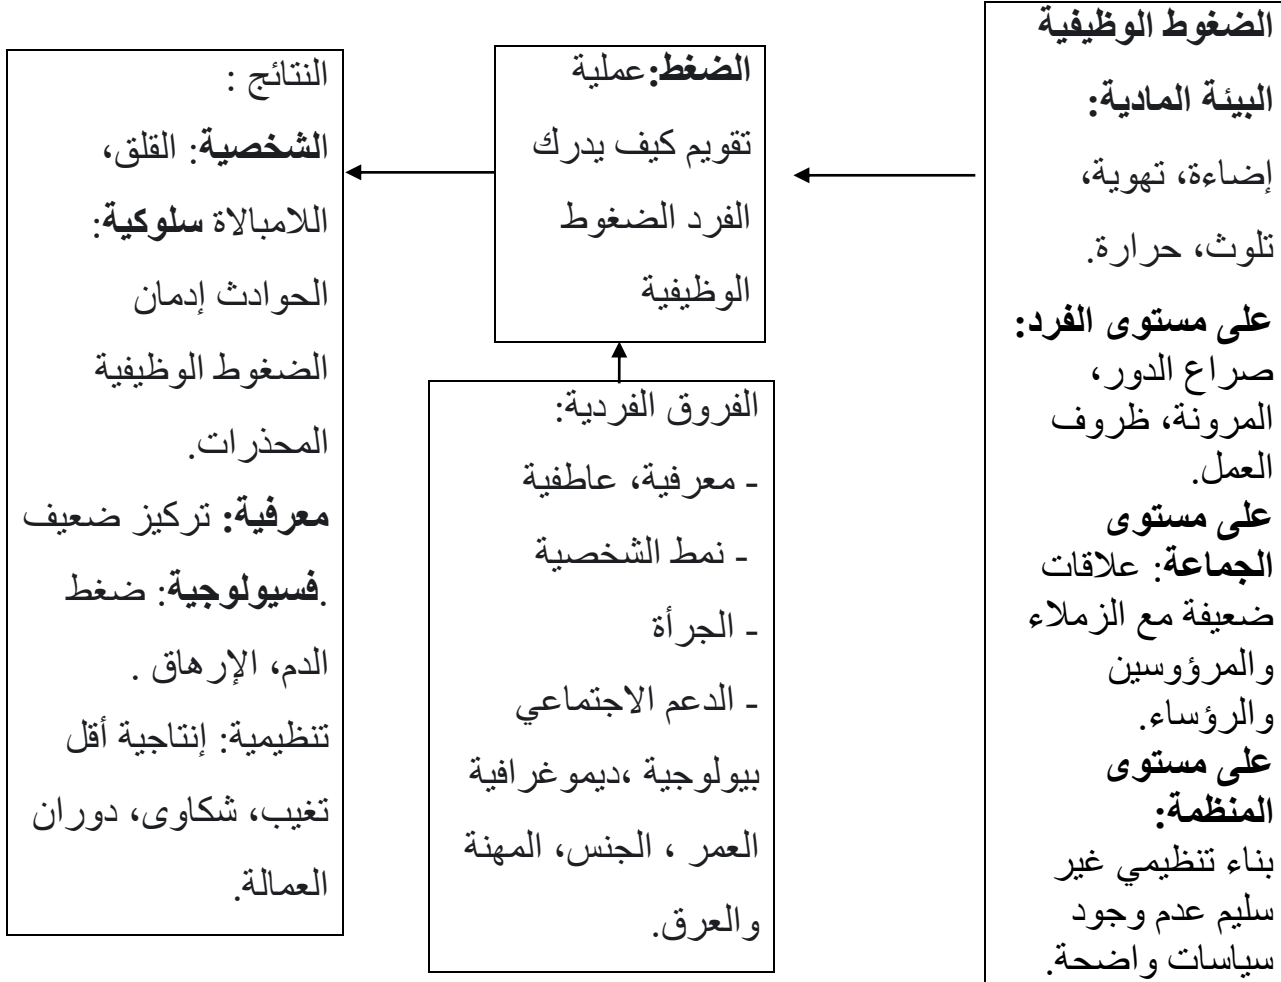 الضغوط الوظيفية
البيئة المادية:
إضاءة، تهوية،
تلوث، حرارة.
على مستوى الفرد:
صراع الدور،
المرونة، ظروف
العمل.
على مستوى
الجماعة: علاقات
ضعيفة مع الزملاء
والمرؤوسين
والرؤساء.
على مستوى
المنظمة:
بناء تنظيمي غير
سليم عدم وجود
سياسات واضحة.
الضغط:عملية
تقويم كيف يدرك
الفرد الضغوط
الوظيفية
الفروق الفردية:
- معرفية، عاطفية
- نمط الشخصية
- الجرأة
- الدعم الاجتماعي
بيولوجية ،ديموغرافية
العمر ، الجنس، المهنة
والعرق.
النتائج :
الشخصية: القلق،
اللامبالاة سلوكية:
الحوادث إدمان
الضغوط الوظيفية
المحذرات.
معرفية: تركيز ضعيف
.فسيولوجية: ضغط
الدم، الإرهاق .
تنظيمية: إنتاجية أقل
تغيب، شكاوى، دوران
العمالة.